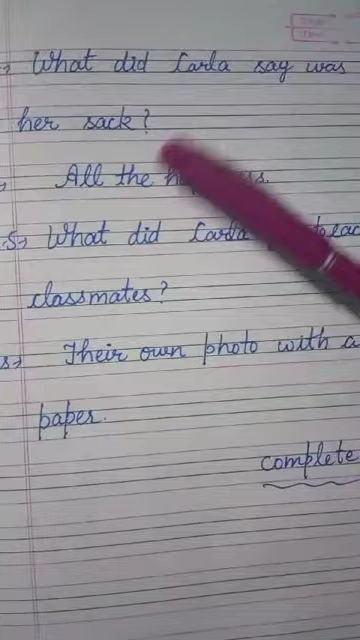 What did Carla say was
her sack?
All the
.5→ What did Carla
classmates?
Their own photo with a
paper.
complete